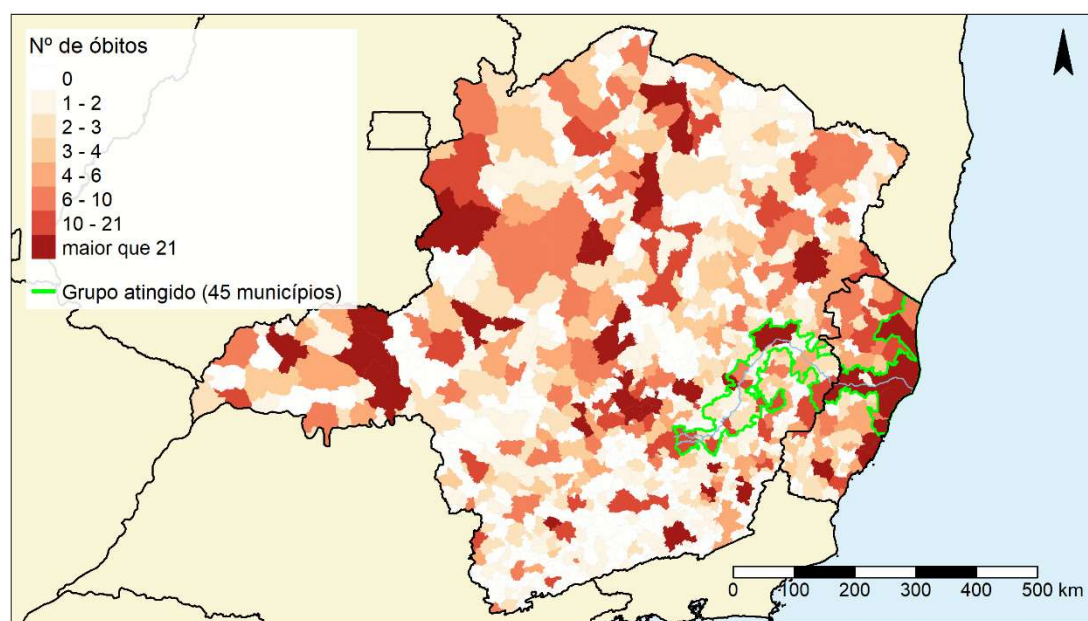 Nº de óbitos
0
1 - 2
2 - 3
3 - 4
4 - 6
6 - 10
10 - 21
maior que 21
Grupo atingido (45 municípios)
0 100 200 300 400 500 km